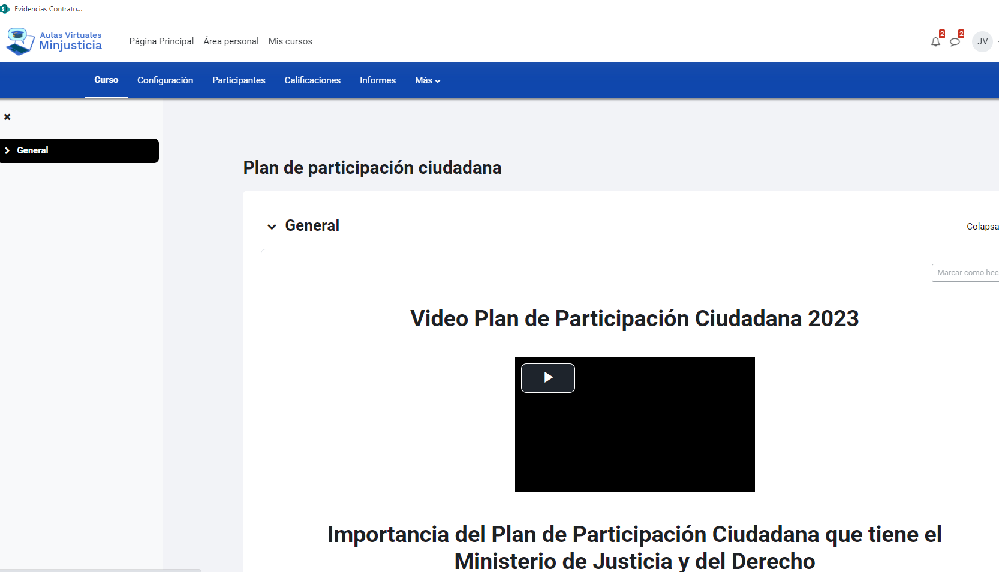 Evidencias Contrato...
Aulas Virtuales
Minjusticia
Página Principal Área personal Mis cursos
2 2
JV
Curso Configuración Participantes Calificaciones Informes Más
General
Plan de participación ciudadana
General
Colapsa
Marcar como hec
Video Plan de Participación Ciudadana 2023
Importancia del Plan de Participación Ciudadana que tiene el
Ministerio de Justicia y del Derecho